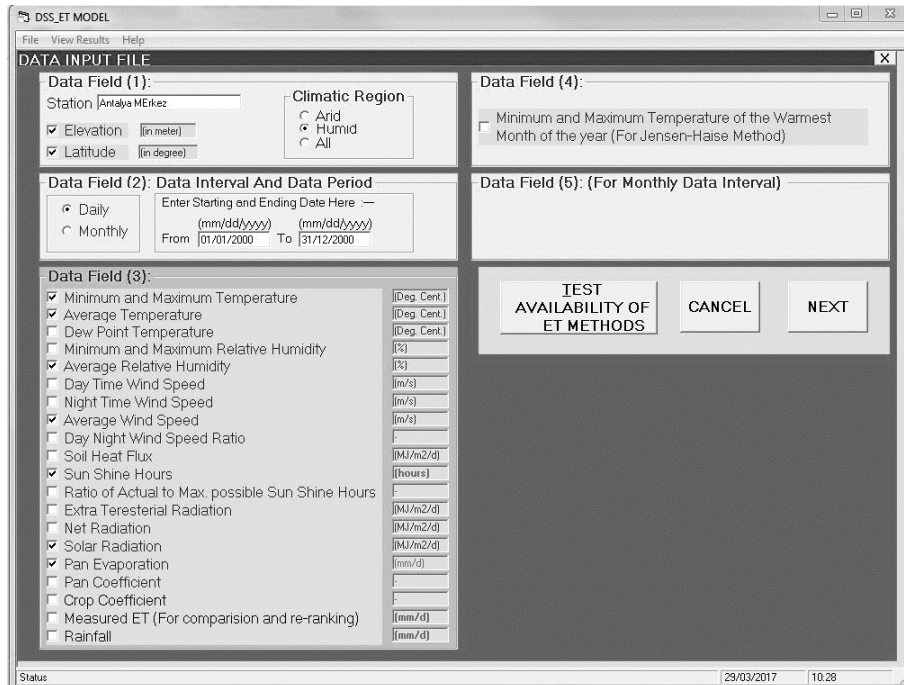 DSS_ET MODEL
File View Results Help
DATA INPUT FILE X
Data Field (1):
Station Antalya MErkez
Elevation (in meter)
Latitude (in degree)
Climatic Region
Arid
Humid
All
Data Field (2): Data Interval And Data Period
Daily
Monthly
Enter Starting and Ending Date Here :—
(mm/dd/yyyy) (mm/dd/yyyy)
From 01/01/2000 To 31/12/2000
Data Field (3):
Minimum and Maximum Temperature (Deg. Cent.)
Average Temperature (Deg. Cent.)
Dew Point Temperature (Deg. Cent.)
Minimum and Maximum Relative Humidity (%)
Average Relative Humidity (%)
Day Time Wind Speed (m/s)
Night Time Wind Speed (m/s)
Average Wind Speed (m/s)
Day Night Wind Speed Ratio -
Soil Heat Flux (MJ/m2/d)
Sun Shine Hours (hours)
Ratio of Actual to Max. possible Sun Shine Hours -
Extra Teresterial Radiation (MJ/m2/d)
Net Radiation (MJ/m2/d)
Solar Radiation (MJ/m2/d)
Pan Evaporation (mm/d)
Pan Coefficient -
Crop Coefficient -
Measured ET (For comparision and re-ranking) (mm/d)
Rainfall (mm/d)
Data Field (4):
Minimum and Maximum Temperature of the Warmest
Month of the year (For Jensen-Haise Method)
Data Field (5): (For Monthly Data Interval)
TEST
AVAILABILITY OF
ET METHODS
CANCEL
NEXT
Status 29/03/2017 10:28